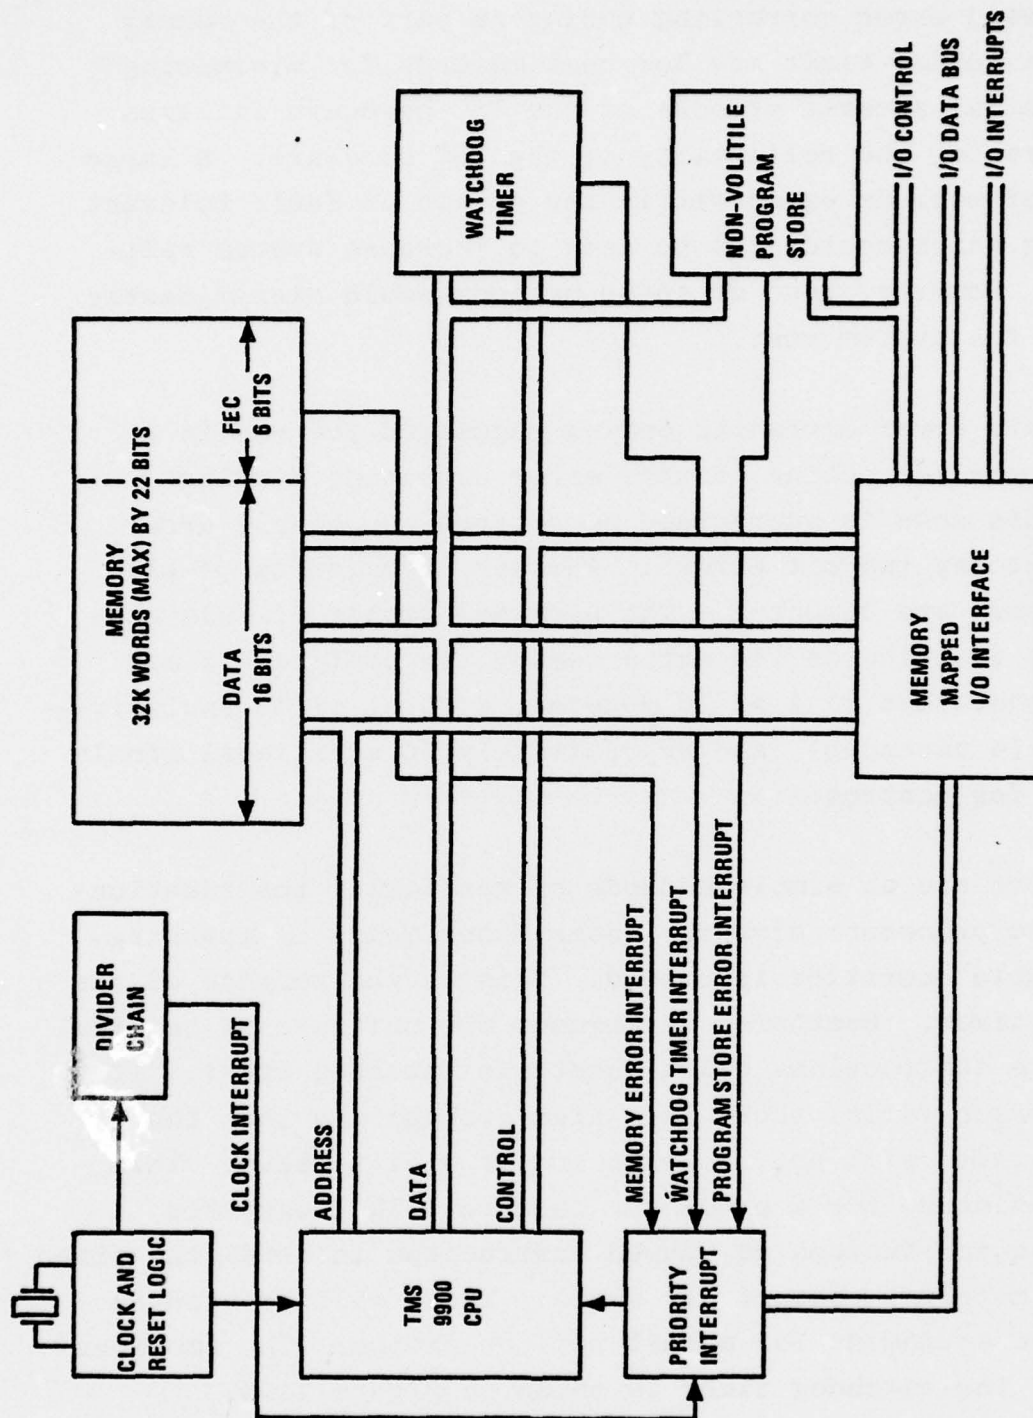 CLOCK AND
RESET LOGIC
DIVIDER
CHAIN
CLOCK INTERRUPT
MEMORY
32K WORDS (MAX) BY 22 BITS
DATA
16 BITS
FEC
6 BITS
TMS
9900
CPU
ADDRESS
DATA
CONTROL
WATCHDOG
TIMER
PRIORITY
INTERRUPT
MEMORY ERROR INTERRUPT
WATCHDOG TIMER INTERRUPT
PROGRAM STORE ERROR INTERRUPT
NON-VOLITILE
PROGRAM
STORE
MEMORY
MAPPED
I/O INTERFACE
I/O CONTROL
I/O DATA BUS
I/O INTERRUPTS